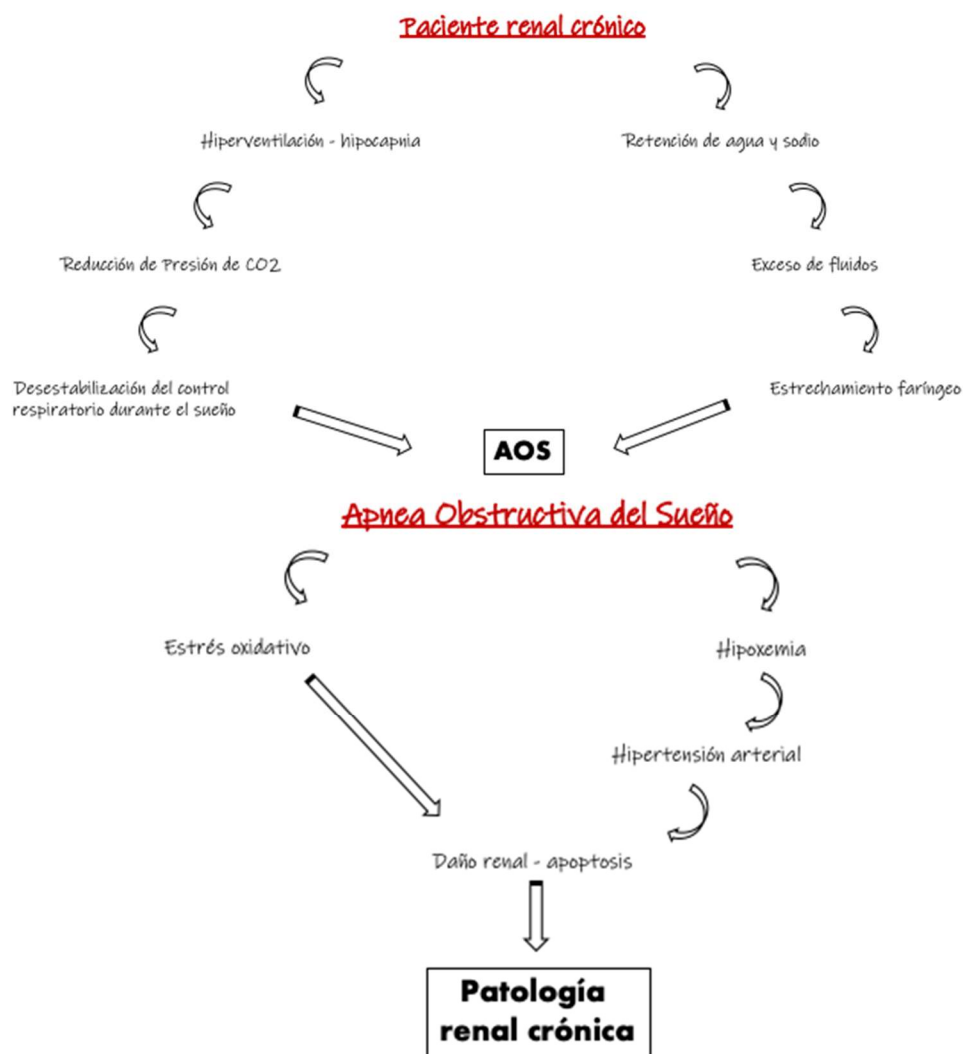 Paciente renal crónico
Hiperventilación - hipocapnia
Retención de agua y sodio
Reducción de Presión de CO2
Exceso de fluidos
Desestabilización del control
respiratorio durante el sueño
Estrechamiento faríngeo
AOS
Apnea Obstructiva del Sueño
Estrés oxidativo
Hipoxemia
Hipertensión arterial
Daño renal - apoptosis
Patología
renal crónica